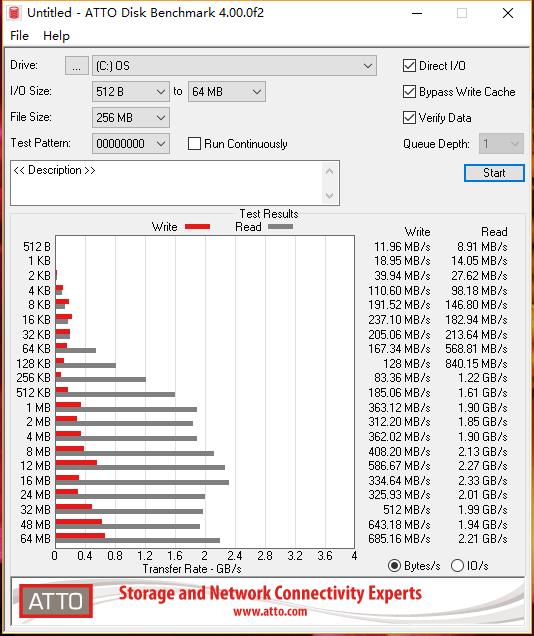 Untitled - ATTO Disk Benchmark 4.00.0f2
File Help
Drive: ... (C:) OS
Direct I/O
I/O Size: 512 B to 64 MB
Bypass Write Cache
File Size: 256 MB
Verify Data
Test Pattern: 00000000 Run Continuously
Queue Depth: 1
<< Description >>
Start
Test Results
Write Read Write Read
512 B 11.96 MB/s 8.91 MB/s
1 KB 18.95 MB/s 14.05 MB/s
2 KB 39.94 MB/s 27.62 MB/s
4 KB 110.60 MB/s 98.18 MB/s
8 KB 191.52 MB/s 146.80 MB/s
16 KB 237.10 MB/s 182.94 MB/s
32 KB 205.06 MB/s 213.64 MB/s
64 KB 167.34 MB/s 568.81 MB/s
128 KB 128 MB/s 840.15 MB/s
256 KB 83.36 MB/s 1.22 GB/s
512 KB 185.06 MB/s 1.61 GB/s
1 MB 363.12 MB/s 1.90 GB/s
2 MB 312.20 MB/s 1.85 GB/s
4 MB 362.02 MB/s 1.90 GB/s
8 MB 408.20 MB/s 2.13 GB/s
12 MB 586.67 MB/s 2.27 GB/s
16 MB 334.64 MB/s 2.33 GB/s
24 MB 325.93 MB/s 2.01 GB/s
32 MB 512 MB/s 1.99 GB/s
48 MB 643.18 MB/s 1.94 GB/s
64 MB 685.16 MB/s 2.21 GB/s
0 0.4 0.8 1.2 1.6 2 2.4 2.8 3.2 3.6 4
Transfer Rate - GB/s
Bytes/s IO/s
ATTO
Storage and Network Connectivity Experts
www.atto.com